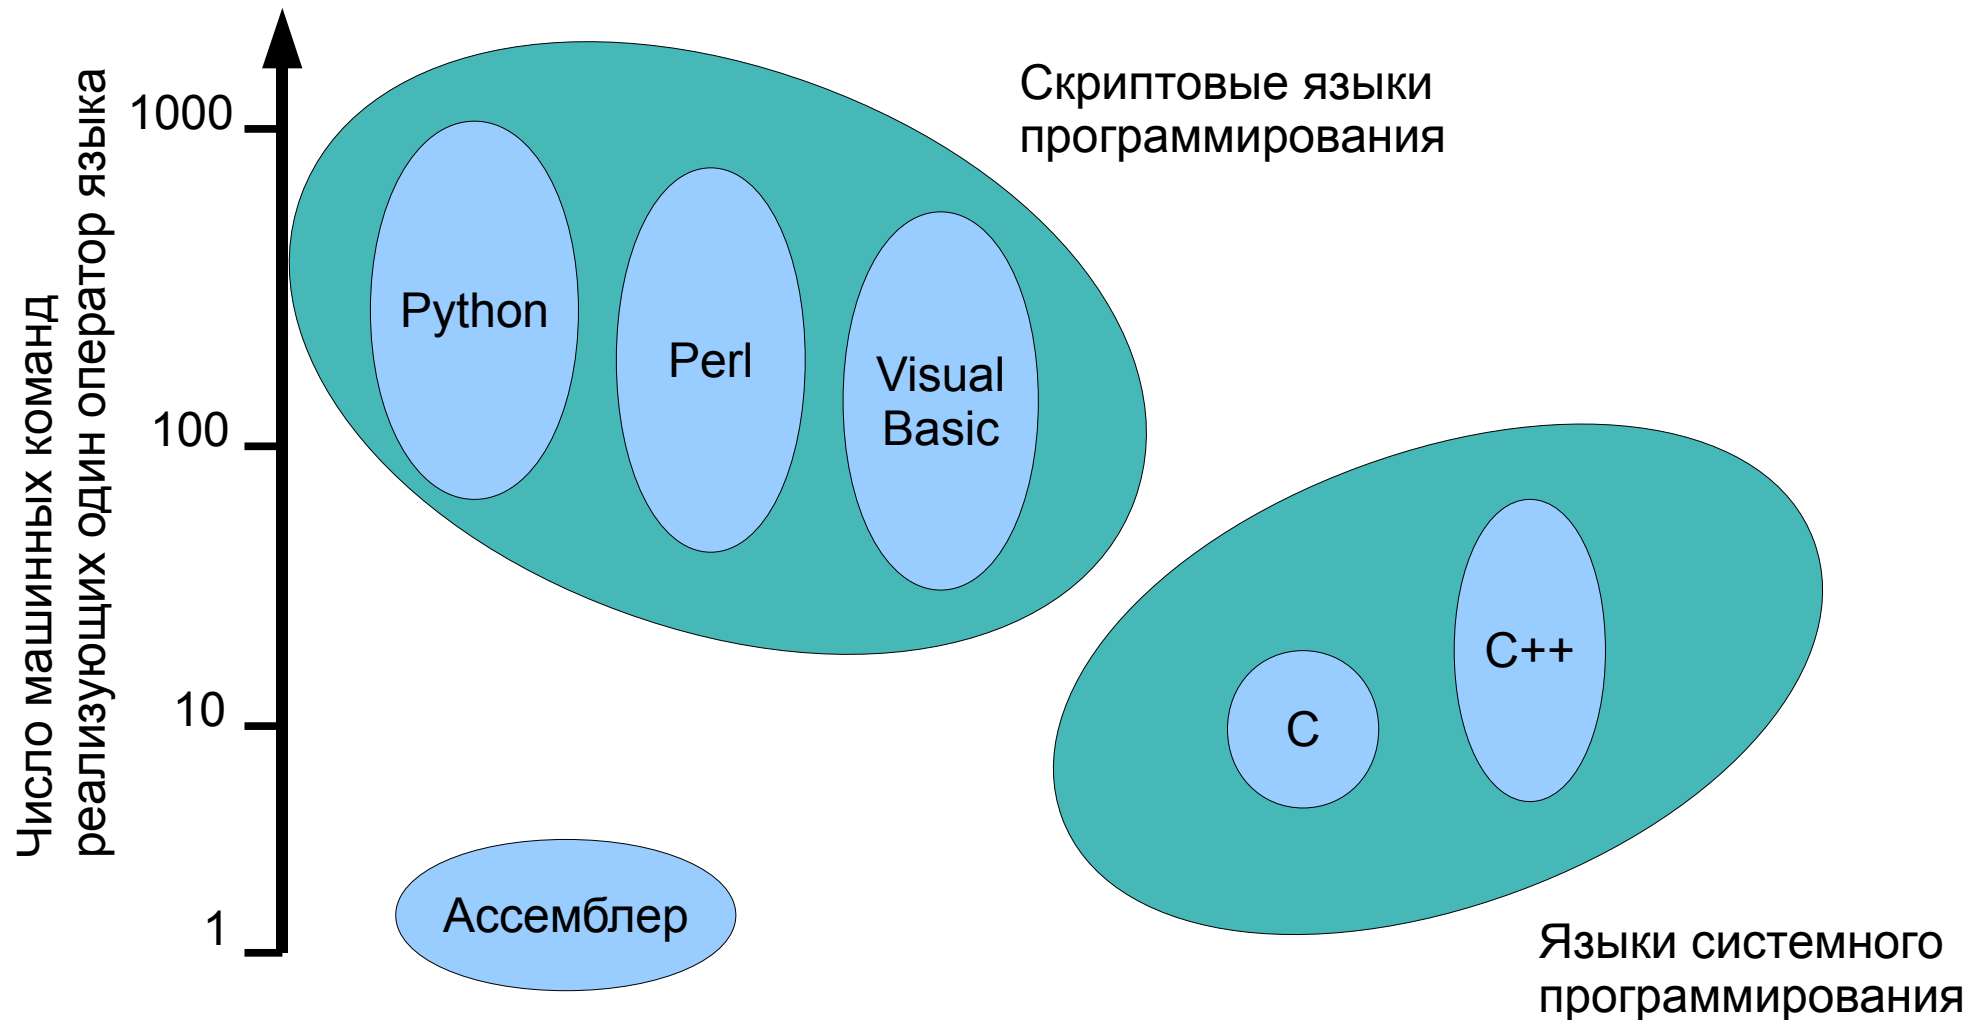 Число машинных команд
реализующих один оператор языка
1000
100
10
1
Скриптовые языки
программирования
Python
Perl
Visual
Basic
C++
C
Ассемблер
Языки системного
программирования